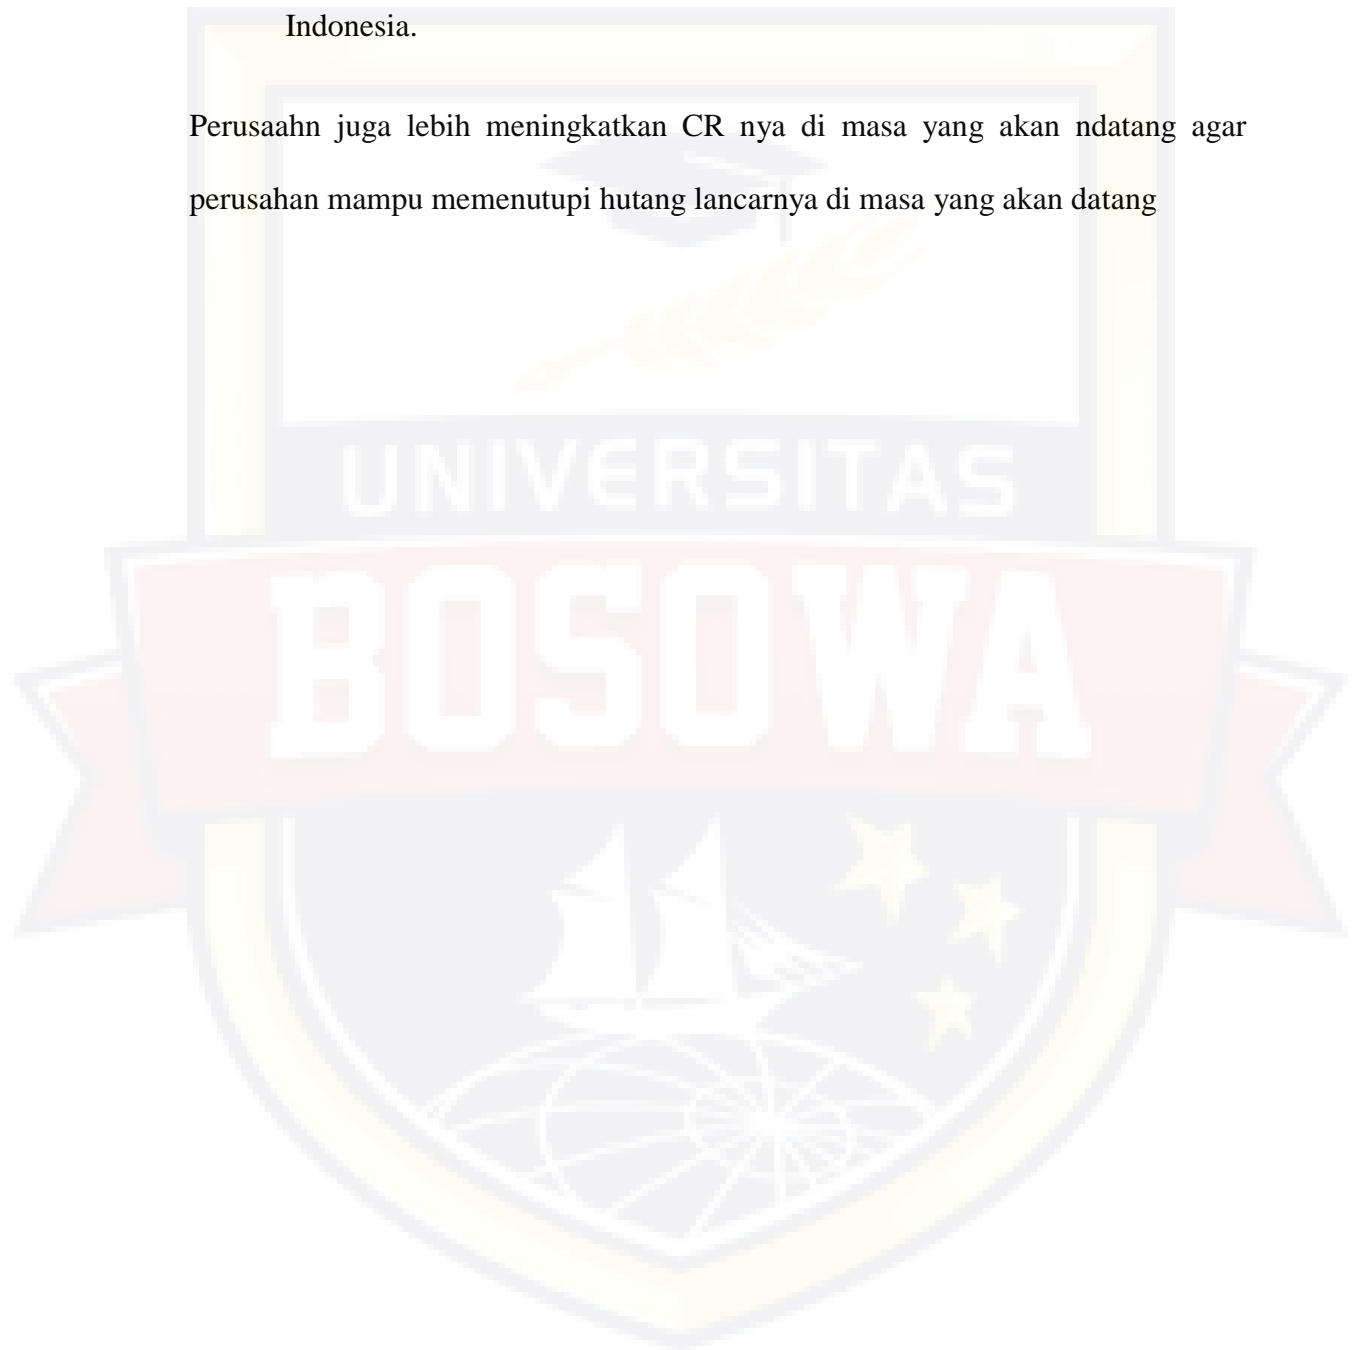 Indonesia.
Perusaahn juga lebih meningkatkan CR nya di masa yang akan ndatang agar
perusahan mampu memenutupi hutang lancarnya di masa yang akan datang
UNIVERSITAS
BOSOWA